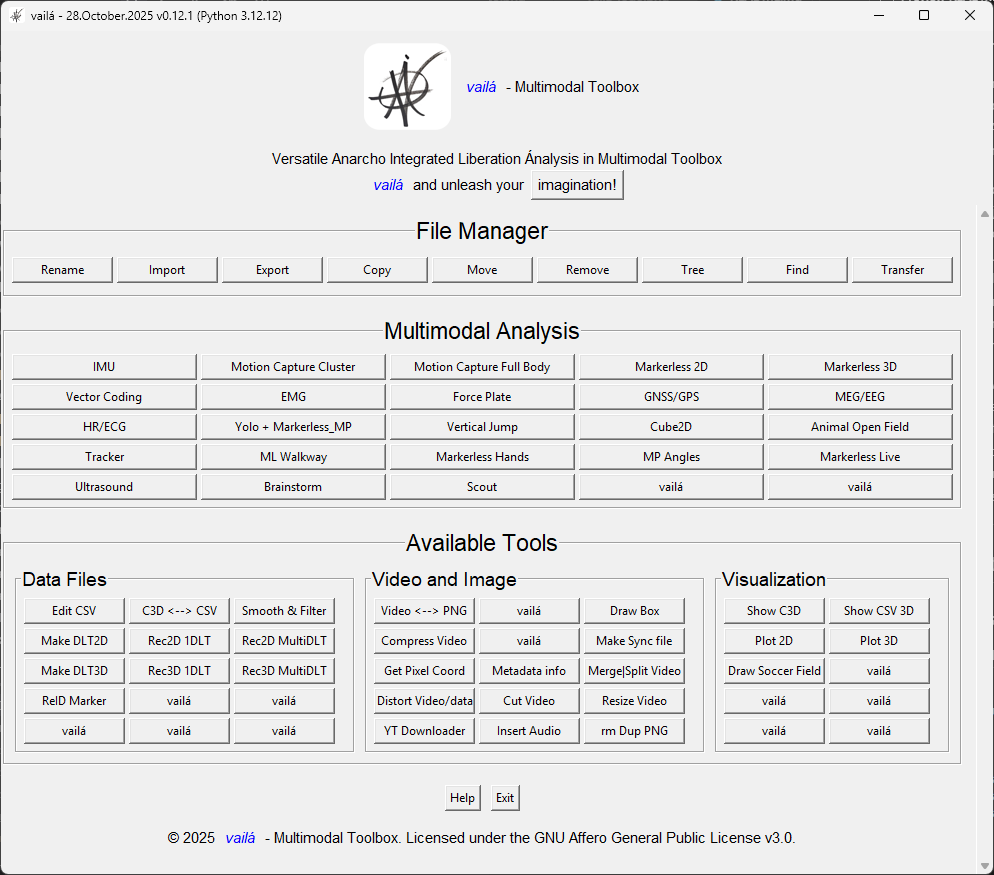 vailá - 28.October.2025 v0.12.1 (Python 3.12.12)
vailá - Multimodal Toolbox
Versatile Anarcho Integrated Liberation Ánalysis in Multimodal Toolbox
vailá and unleash your imagination!
File Manager
Rename Import Export Copy Move Remove Tree Find Transfer
Multimodal Analysis
IMU Motion Capture Cluster Motion Capture Full Body Markerless 2D Markerless 3D
Vector Coding EMG Force Plate GNSS/GPS MEG/EEG
HR/ECG Yolo + Markerless_MP Vertical Jump Cube2D Animal Open Field
Tracker ML Walkway Markerless Hands MP Angles Markerless Live
Ultrasound Brainstorm Scout vailá vailá
Available Tools
Data Files
Edit CSV C3D <--> CSV Smooth & Filter
Make DLT2D Rec2D 1DLT Rec2D MultiDLT
Make DLT3D Rec3D 1DLT Rec3D MultiDLT
ReID Marker vailá vailá
vailá vailá vailá
Video and Image
Video <--> PNG vailá Draw Box
Compress Video vailá Make Sync file
Get Pixel Coord Metadata info Merge|Split Video
Distort Video/data Cut Video Resize Video
YT Downloader Insert Audio rm Dup PNG
Visualization
Show C3D Show CSV 3D
Plot 2D Plot 3D
Draw Soccer Field vailá
vailá vailá
vailá vailá
Help Exit
© 2025 vailá - Multimodal Toolbox. Licensed under the GNU Affero General Public License v3.0.